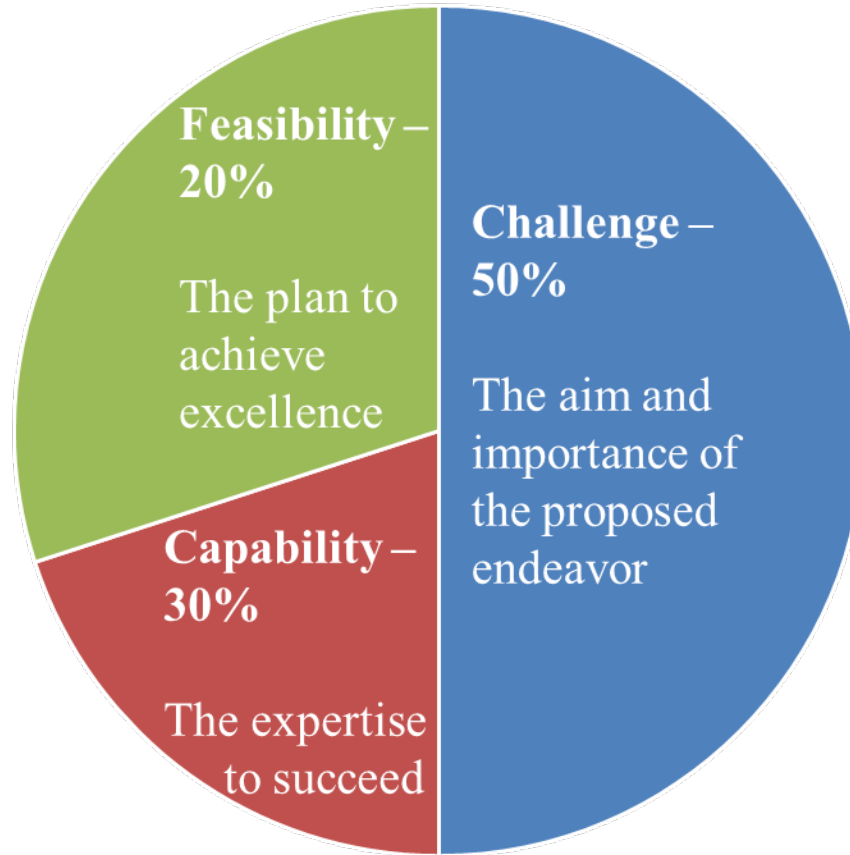 Feasibility –
20%
The plan to
achieve
excellence
Challenge –
50%
The aim and
importance of
the proposed
endeavor
Capability –
30%
The expertise
to succeed